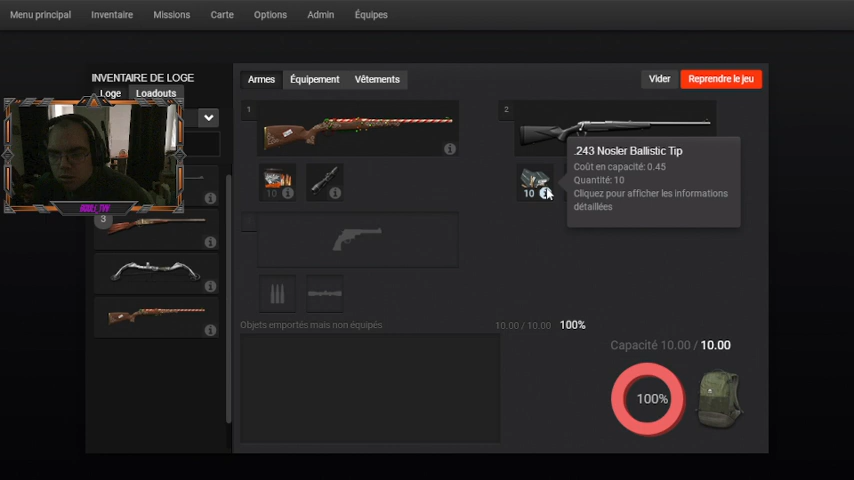 Menu principal Inventaire Missions Carte Options Admin Équipes
INVENTAIRE DE LOGE
Loge Loadouts
Armes Équipement Vêtements Vider Reprendre le jeu
1 2
.243 Nosler Ballistic Tip
Coût en capacité: 0.45
Quantité: 10
Cliquez pour afficher les informations
détaillées
10 10
3
Objets emportés mais non équipés 10.00 / 10.00 100%
Capacité 10.00 / 10.00
100%